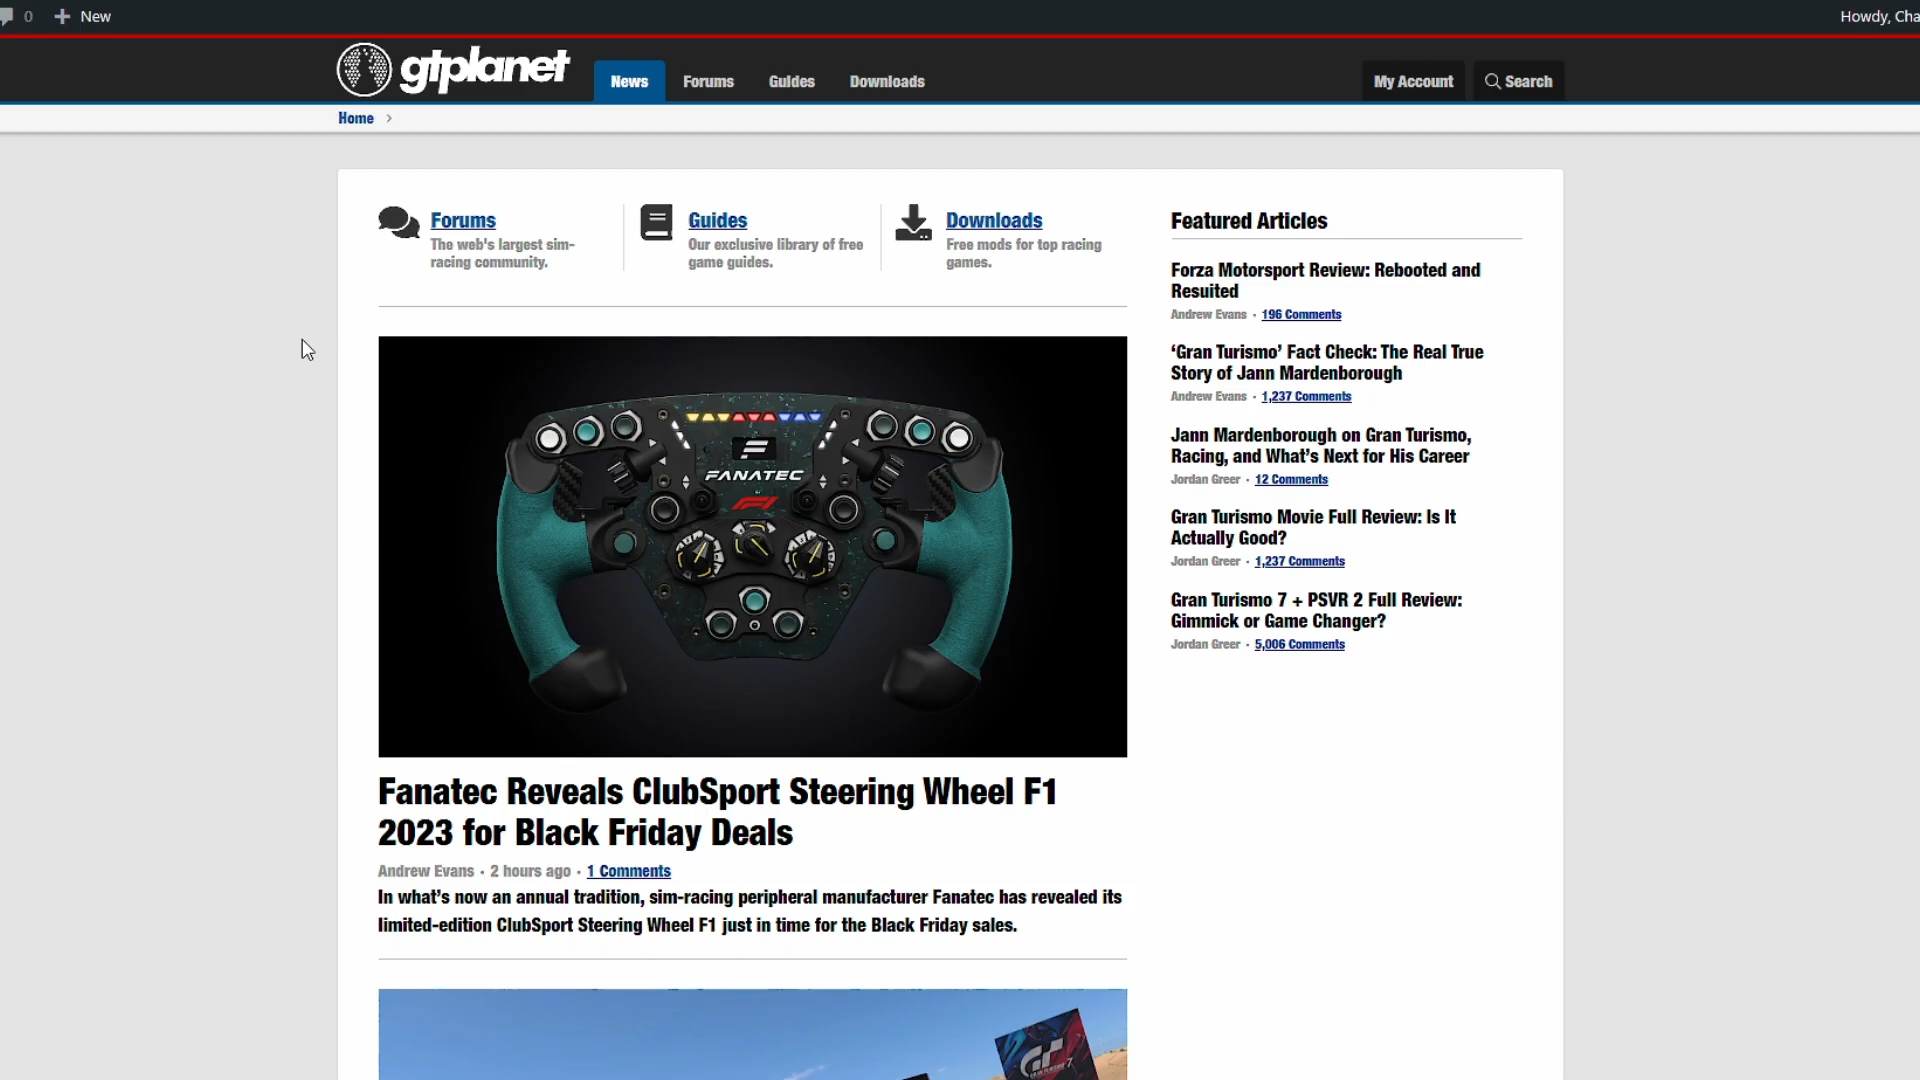 0 New
Howdy, Cha
gtplanet
News Forums Guides Downloads
My Account Search
Home
Forums
The web's largest sim-
racing community.
Guides
Our exclusive library of free
game guides.
Downloads
Free mods for top racing
games.
FANATEC
F1
Fanatec Reveals ClubSport Steering Wheel F1
2023 for Black Friday Deals
Andrew Evans · 2 hours ago · 1 Comments
In what’s now an annual tradition, sim-racing peripheral manufacturer Fanatec has revealed its
limited-edition ClubSport Steering Wheel F1 just in time for the Black Friday sales.
Featured Articles
Forza Motorsport Review: Rebooted and
Resuited
Andrew Evans · 196 Comments
‘Gran Turismo’ Fact Check: The Real True
Story of Jann Mardenborough
Andrew Evans · 1,237 Comments
Jann Mardenborough on Gran Turismo,
Racing, and What’s Next for His Career
Jordan Greer · 12 Comments
Gran Turismo Movie Full Review: Is It
Actually Good?
Jordan Greer · 1,237 Comments
Gran Turismo 7 + PSVR 2 Full Review:
Gimmick or Game Changer?
Jordan Greer · 5,006 Comments